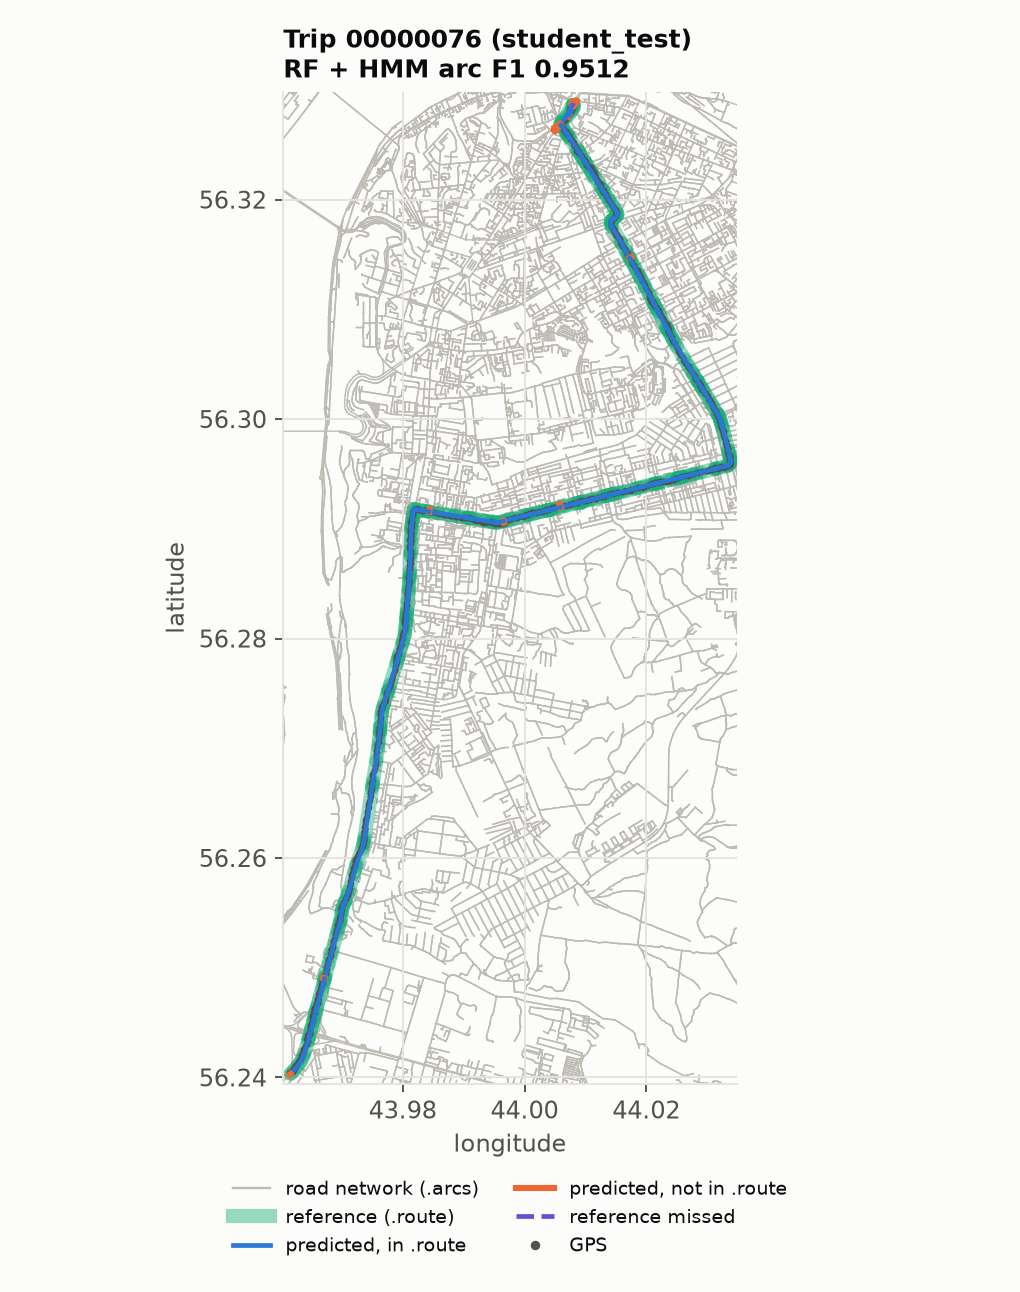 Trip 00000076 (student_test)
RF + HMM arc F1 0.9512
56.32
56.30
56.28
56.26
56.24
latitude
43.98
44.00
44.02
longitude
road network (.arcs)
reference (.route)
predicted, in .route
predicted, not in .route
reference missed
GPS